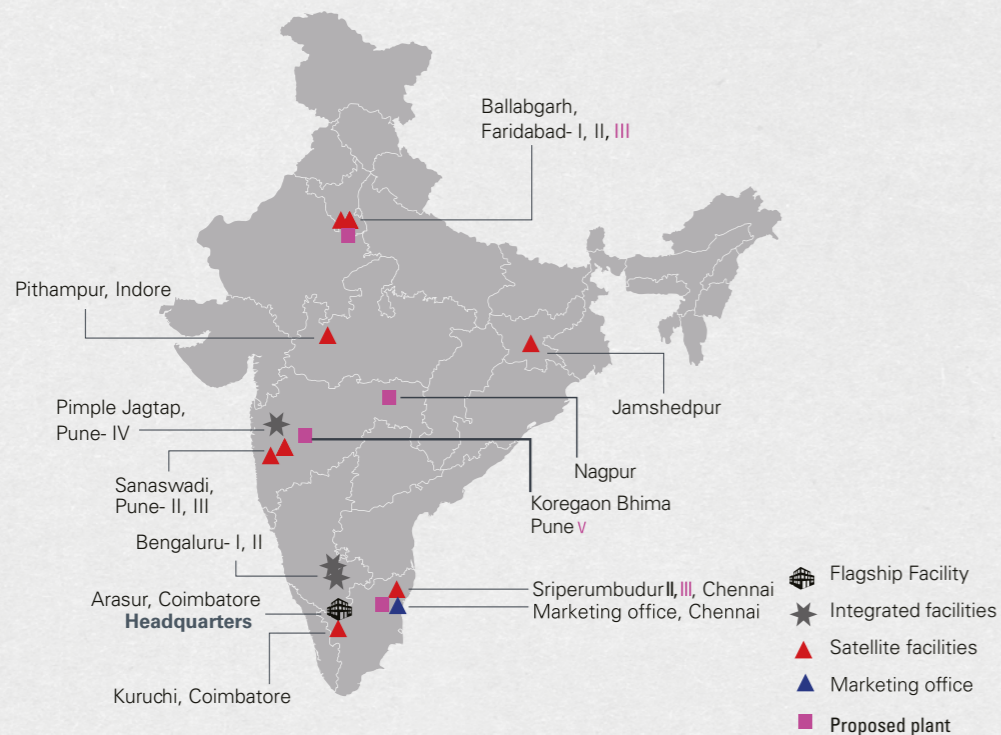 Ballabgarh,
Faridabad- I, II, III
Pithampur, Indore
Pimple Jagtap,
Pune- IV
Jamshedpur
Nagpur
Sanaswadi,
Pune- II, III
Koregaon Bhima
Pune V
Bengaluru- I, II
Arasur, Coimbatore
Headquarters
Sriperumbudur II, III, Chennai
Marketing office, Chennai
Kuruchi, Coimbatore
Flagship Facility
Integrated facilities
Satellite facilities
Marketing office
Proposed plant